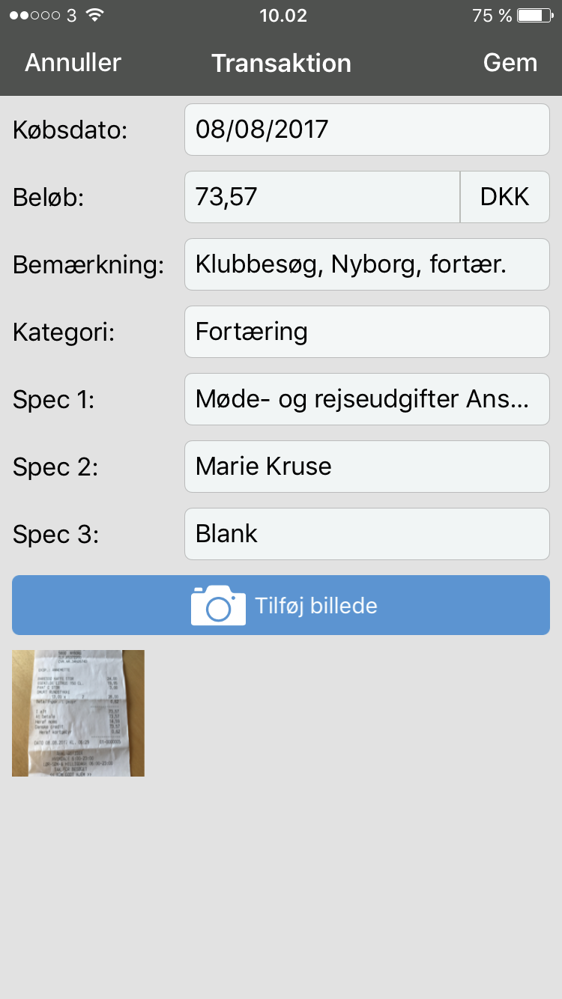 3 10.02 75 %
Annuller Transaktion Gem
Købsdato: 08/08/2017
Beløb: 73,57 DKK
Bemærkning: Klubbesøg, Nyborg, fortær.
Kategori: Fortæring
Spec 1: Møde- og rejseudgifter Ans...
Spec 2: Marie Kruse
Spec 3: Blank
Tilføj billede